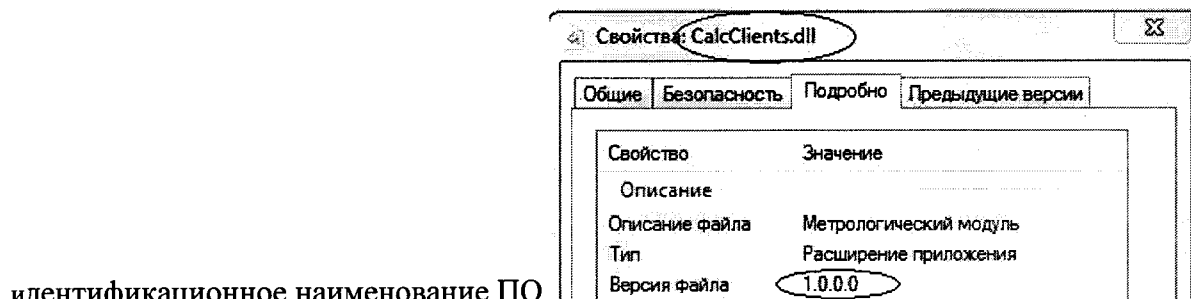 Свойства: CalcClients.dll
Общие Безопасность Подробно Предыдущие версии
Свойство Значение
Описание
Описание файла Метрологический модуль
Тип Расширение приложения
идентификационное наименование ПО Версия файла 1.0.0.0